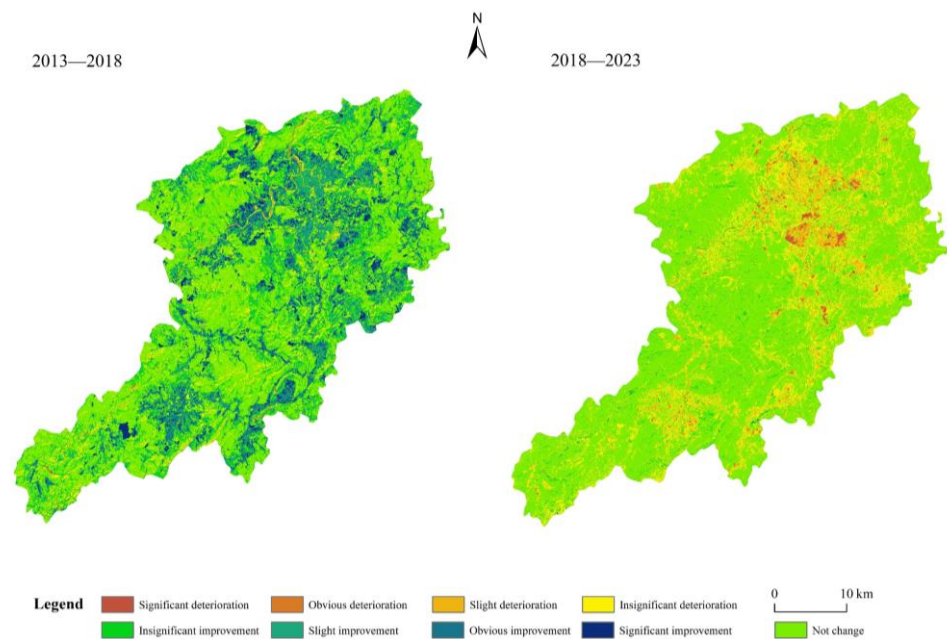 N
2013—2018
2018—2023
Legend
Significant deterioration
Obvious deterioration
Slight deterioration
Insignificant deterioration
0 10 km
Insignificant improvement
Slight improvement
Obvious improvement
Significant improvement
Not change